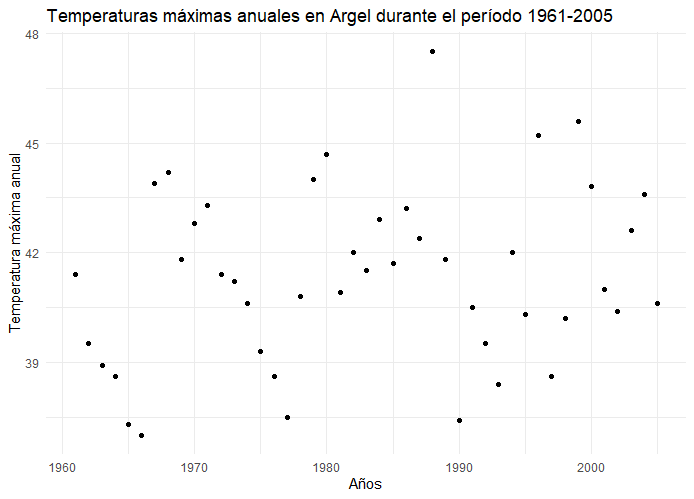 Temperaturas máximas anuales en Argel durante el período 1961-2005
48
45
42
39
Temperatura máxima anual
1960 1970 1980 1990 2000
Años